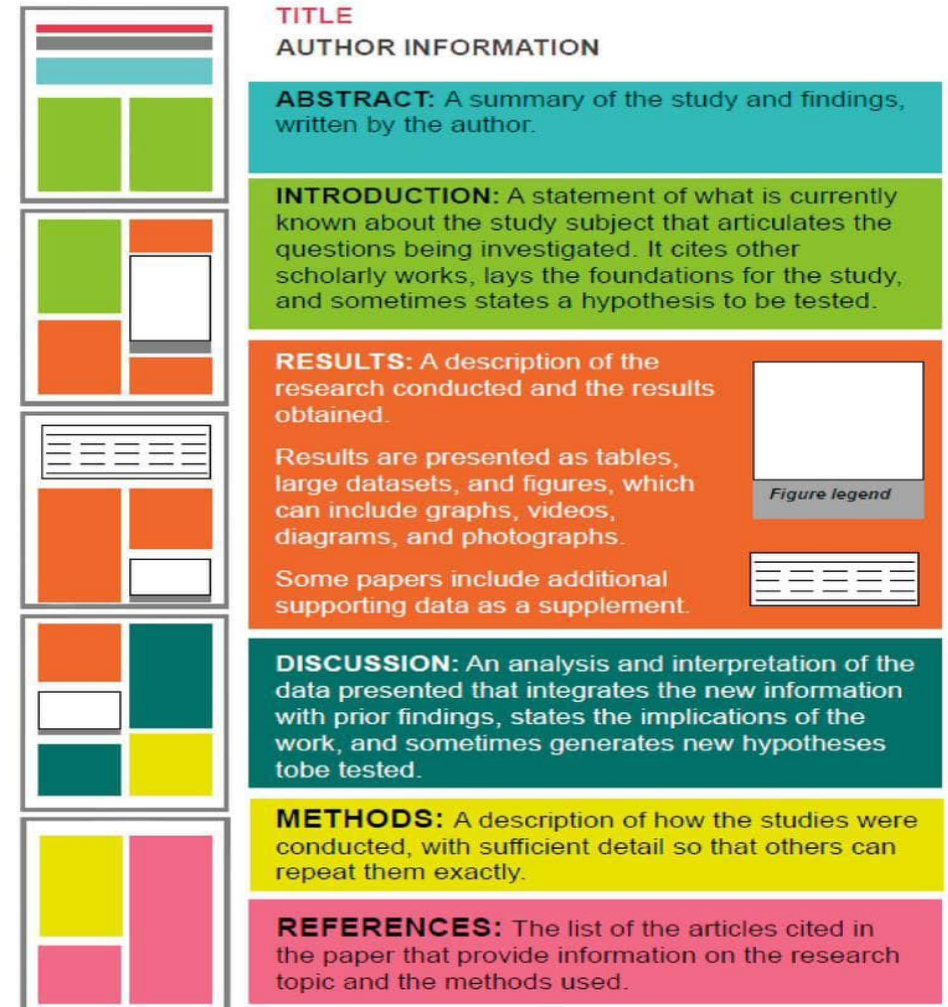 TITLE
AUTHOR INFORMATION
ABSTRACT: A summary of the study and findings,
written by the author.
INTRODUCTION: A statement of what is currently
known about the study subject that articulates the
questions being investigated. It cites other
scholarly works, lays the foundations for the study,
and sometimes states a hypothesis to be tested.
RESULTS: A description of the
research conducted and the results
obtained.
Results are presented as tables,
large datasets, and figures, which
can include graphs, videos,
diagrams, and photographs.
Some papers include additional
supporting data as a supplement.
Figure legend
DISCUSSION: An analysis and interpretation of the
data presented that integrates the new information
with prior findings, states the implications of the
work, and sometimes generates new hypotheses
tobe tested.
METHODS: A description of how the studies were
conducted, with sufficient detail so that others can
repeat them exactly.
REFERENCES: The list of the articles cited in
the paper that provide information on the research
topic and the methods used.